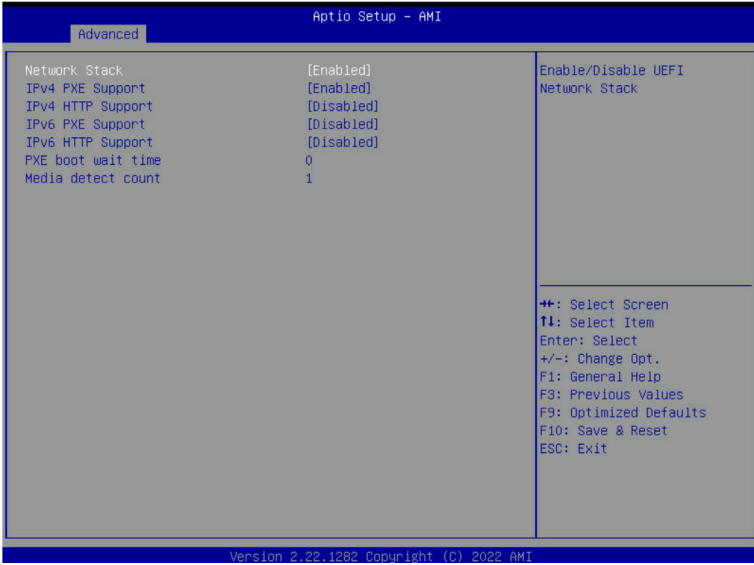 Aptio Setup – AMI
Advanced
Network Stack [Enabled]
IPv4 PXE Support [Enabled]
IPv4 HTTP Support [Disabled]
IPv6 PXE Support [Disabled]
IPv6 HTTP Support [Disabled]
PXE boot wait time 0
Media detect count 1
Enable/Disable UEFI
Network Stack
→←: Select Screen
↑↓: Select Item
Enter: Select
+/-: Change Opt.
F1: General Help
F3: Previous Values
F9: Optimized Defaults
F10: Save & Reset
ESC: Exit
Version 2.22.1282 Copyright (C) 2022 AMI